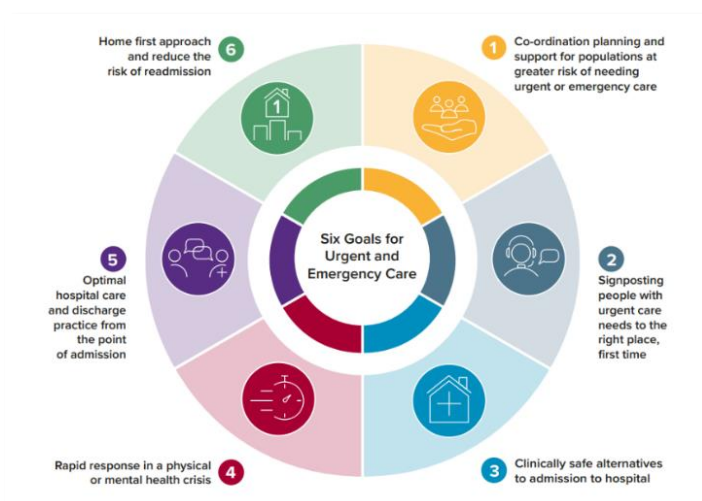 Six Goals for
Urgent and
Emergency Care
1
Co-ordination planning and
support for populations at
greater risk of needing
urgent or emergency care
2
Signposting
people with
urgent care
needs to the
right place,
first time
3
Clinically safe alternatives
to admission to hospital
4
Rapid response in a physical
or mental health crisis
5
Optimal
hospital care
and discharge
practice from
the point
of admission
6
Home first approach
and reduce the
risk of readmission
1